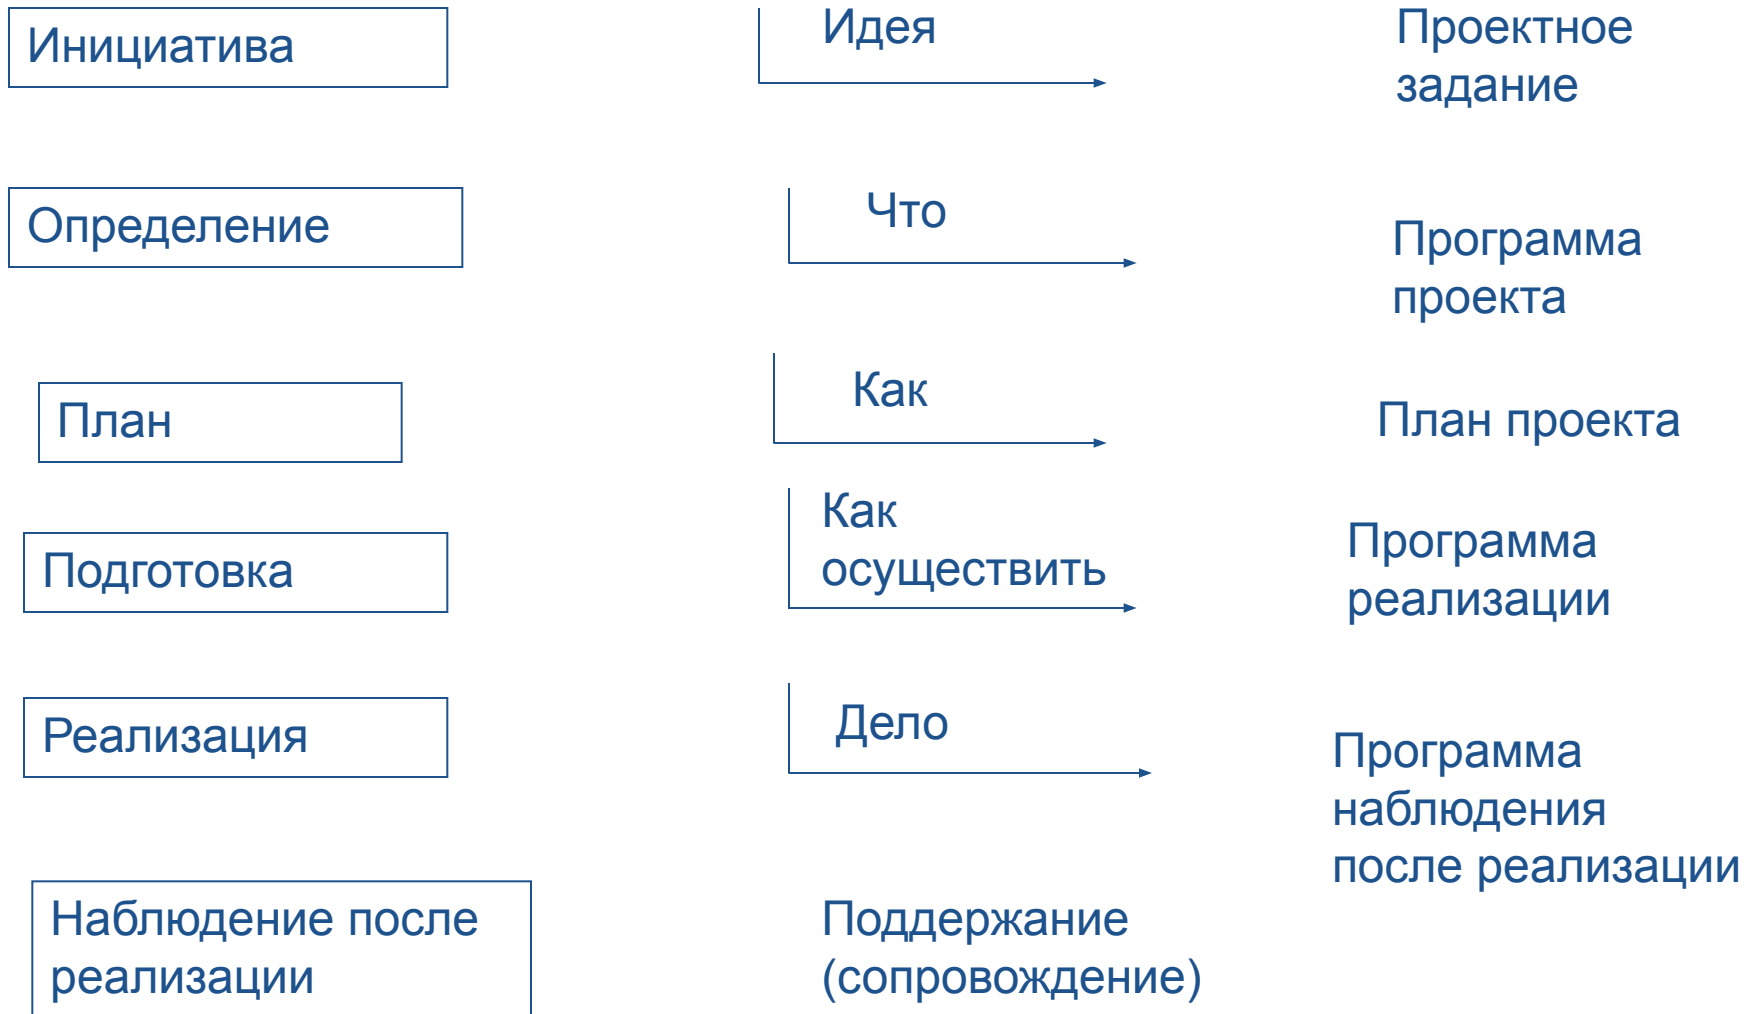 Инициатива
Идея
Проектное
задание
Определение
Что
Программа
проекта
План
Как
План проекта
Подготовка
Как
осуществить
Программа
реализации
Реализация
Дело
Программа
наблюдения
после реализации
Наблюдение после
реализации
Поддержание
(сопровождение)